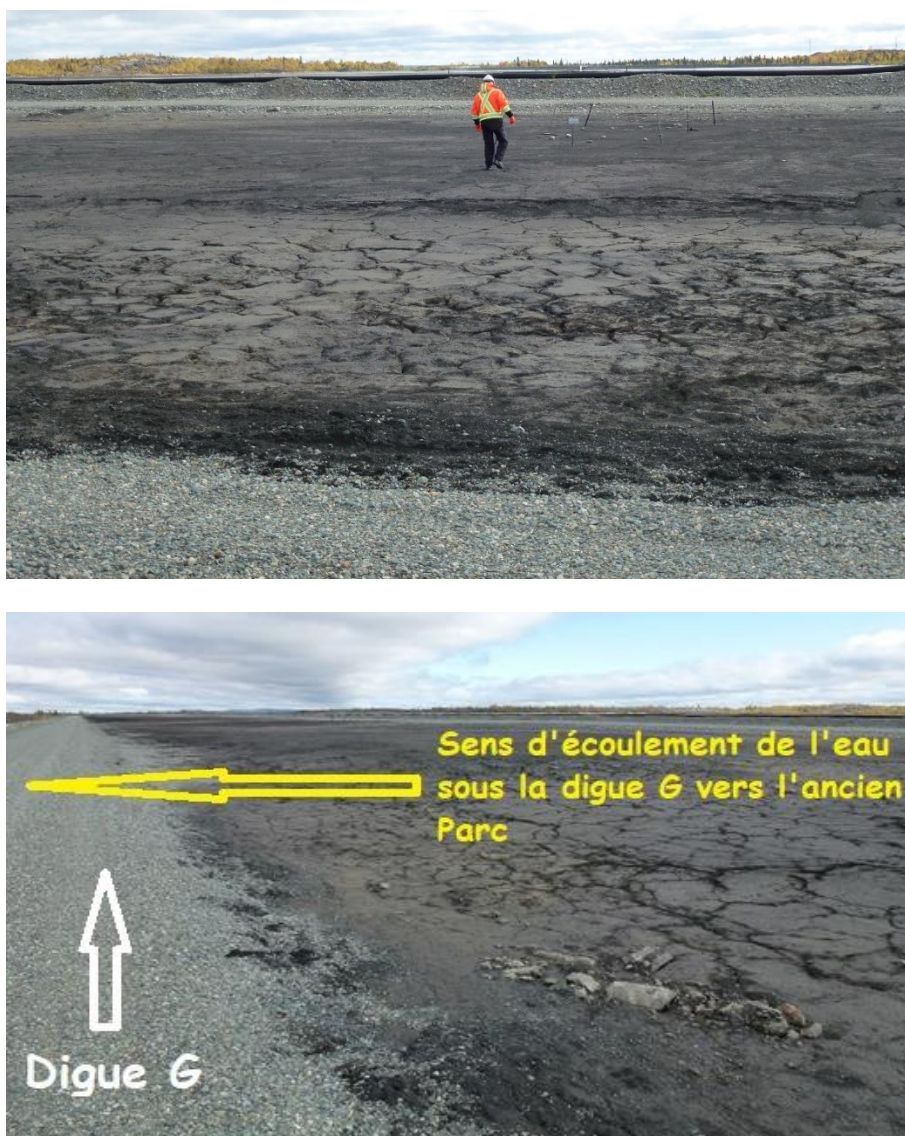 Sens d'écoulement de l'eau
sous la digue G vers l'ancien
Parc
Digue G